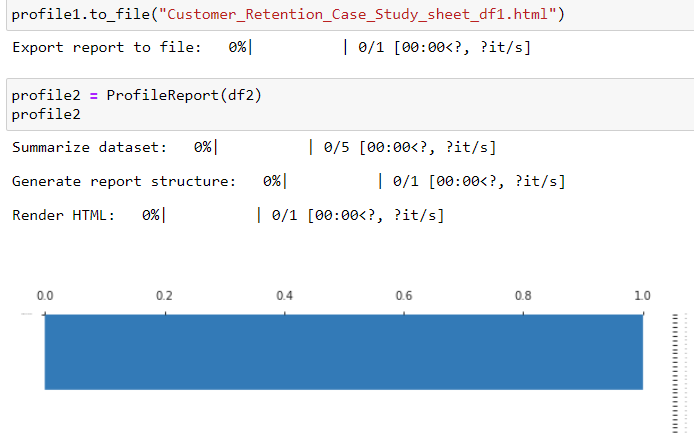 profile1.to_file("Customer_Retention_Case_Study_sheet_df1.html")
Export report to file:   0%|          | 0/1 [00:00<?, ?it/s]
profile2 = ProfileReport(df2)
profile2
Summarize dataset:   0%|          | 0/5 [00:00<?, ?it/s]
Generate report structure:   0%|          | 0/1 [00:00<?, ?it/s]
Render HTML:   0%|          | 0/1 [00:00<?, ?it/s]
0.0 0.2 0.4 0.6 0.8 1.0